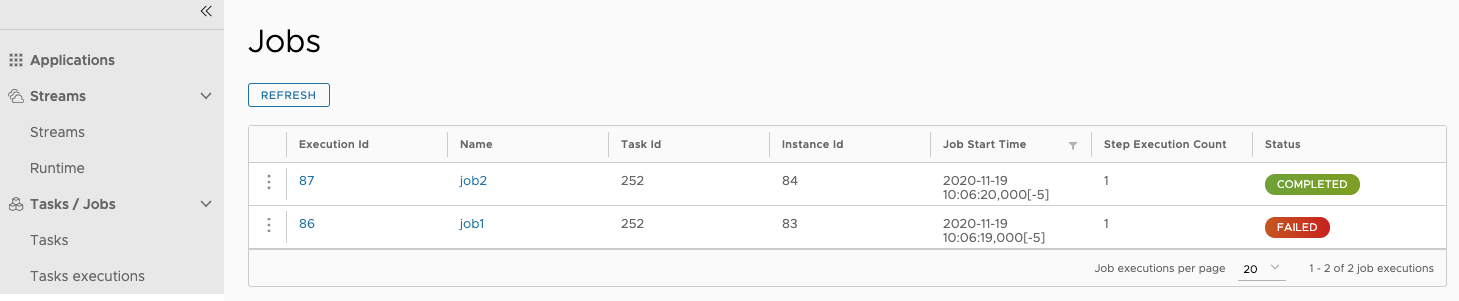 Applications
Streams
Streams
Runtime
Tasks / Jobs
Tasks
Tasks executions
Jobs
REFRESH
Execution Id Name Task Id Instance Id Job Start Time Step Execution Count Status
87 job2 252 84 2020-11-19 1 COMPLETED
10:06:20,000[-5]
86 job1 252 83 2020-11-19 1 FAILED
10:06:19,000[-5]
Job executions per page 20 1 - 2 of 2 job executions